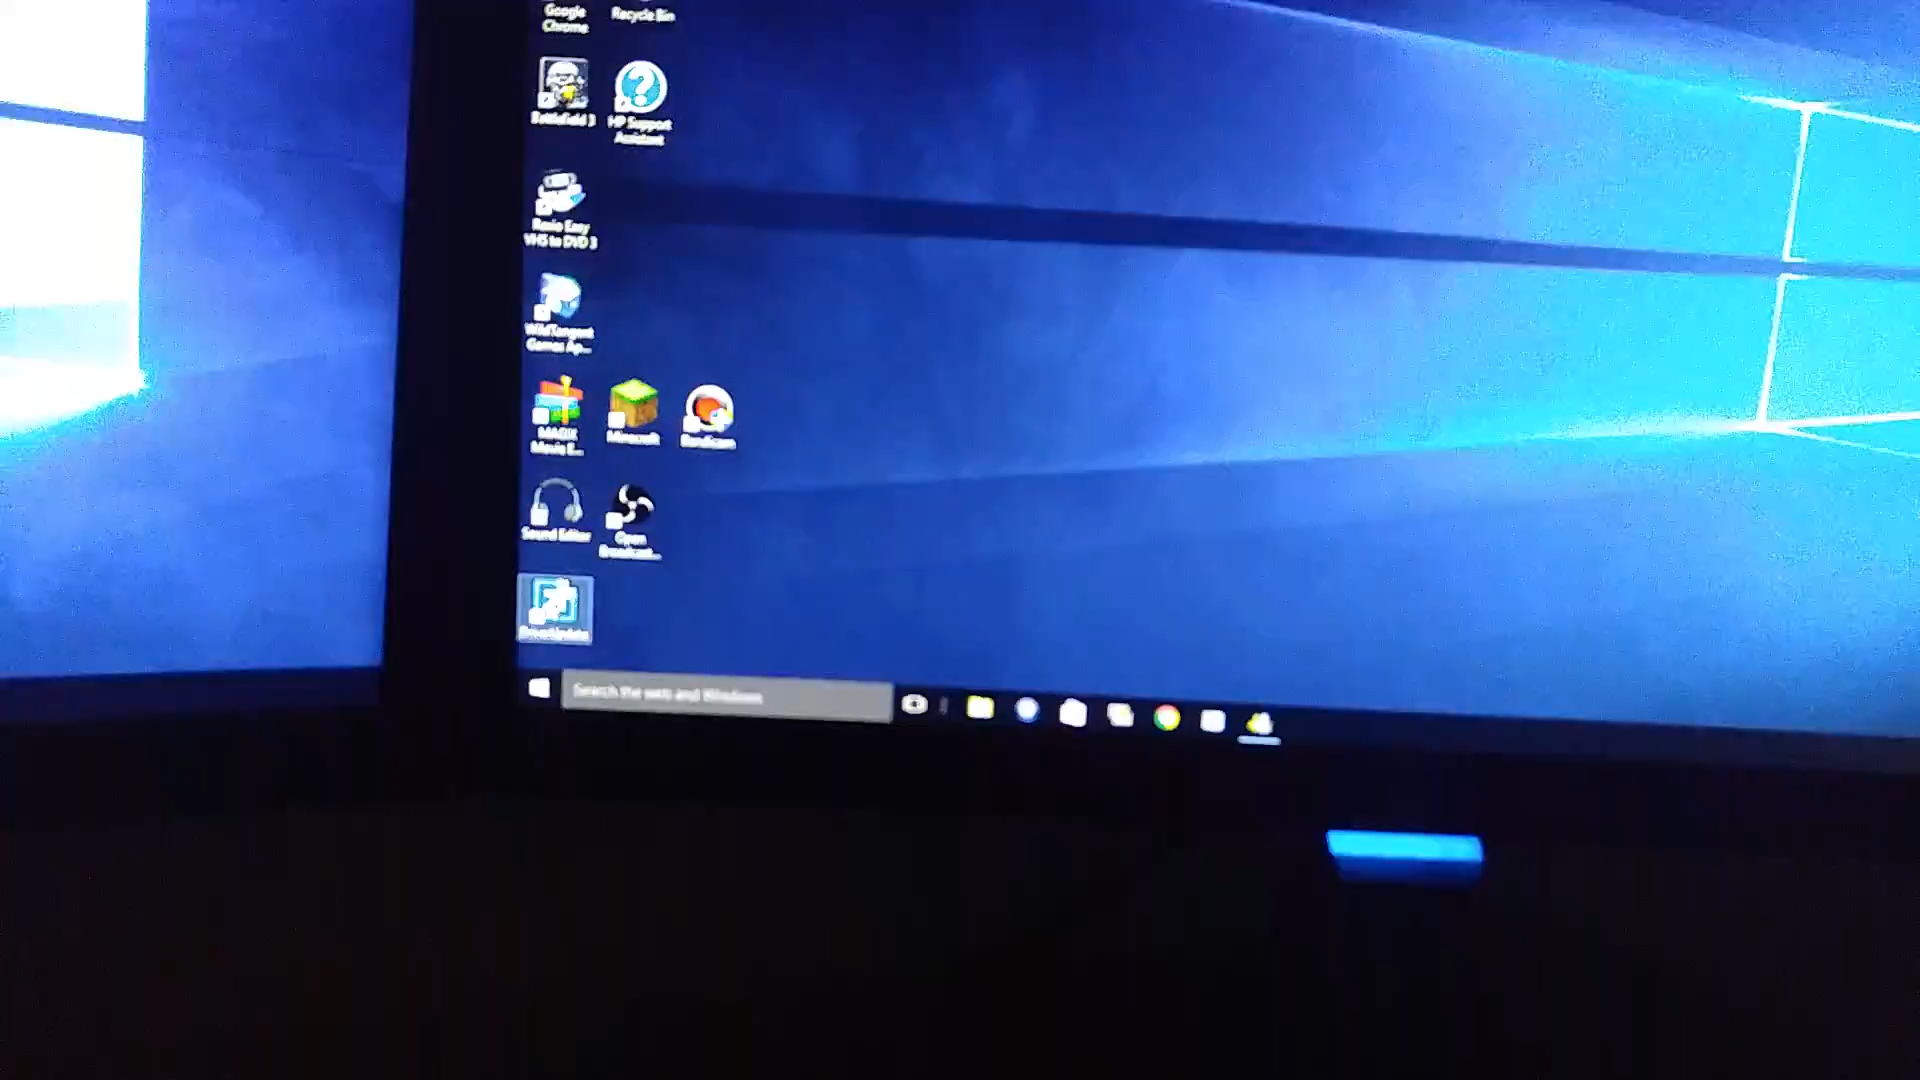 Google
Chrome
Recycle Bin
Battlefield 3
HP Support
Assistant
Roxio Easy
VHS to DVD 3
WildTangent
Games Ap...
MAGIX
Movie E...
Minecraft
Bandicam
Sound Editor
Open
Broadcast...
Search the web and Windows